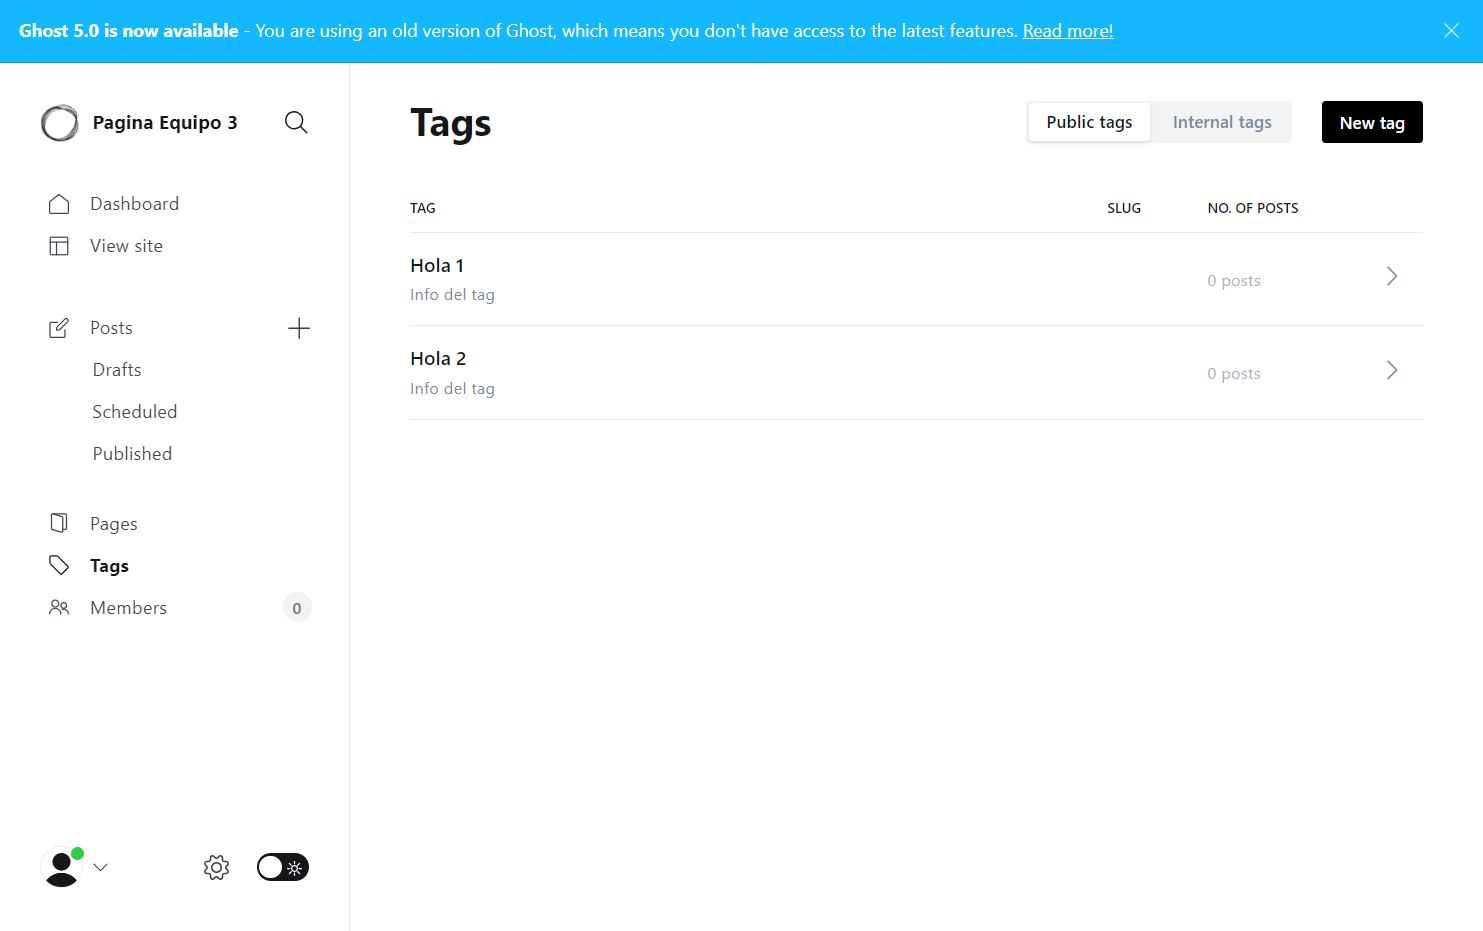 Ghost 5.0 is now available - You are using an old version of Ghost, which means you don't have access to the latest features. Read more!
Pagina Equipo 3
Dashboard
View site
Posts
Drafts
Scheduled
Published
Pages
Tags
Members
0
Tags
Public tags
Internal tags
New tag
TAG
SLUG
NO. OF POSTS
Hola 1
Info del tag
0 posts
Hola 2
Info del tag
0 posts